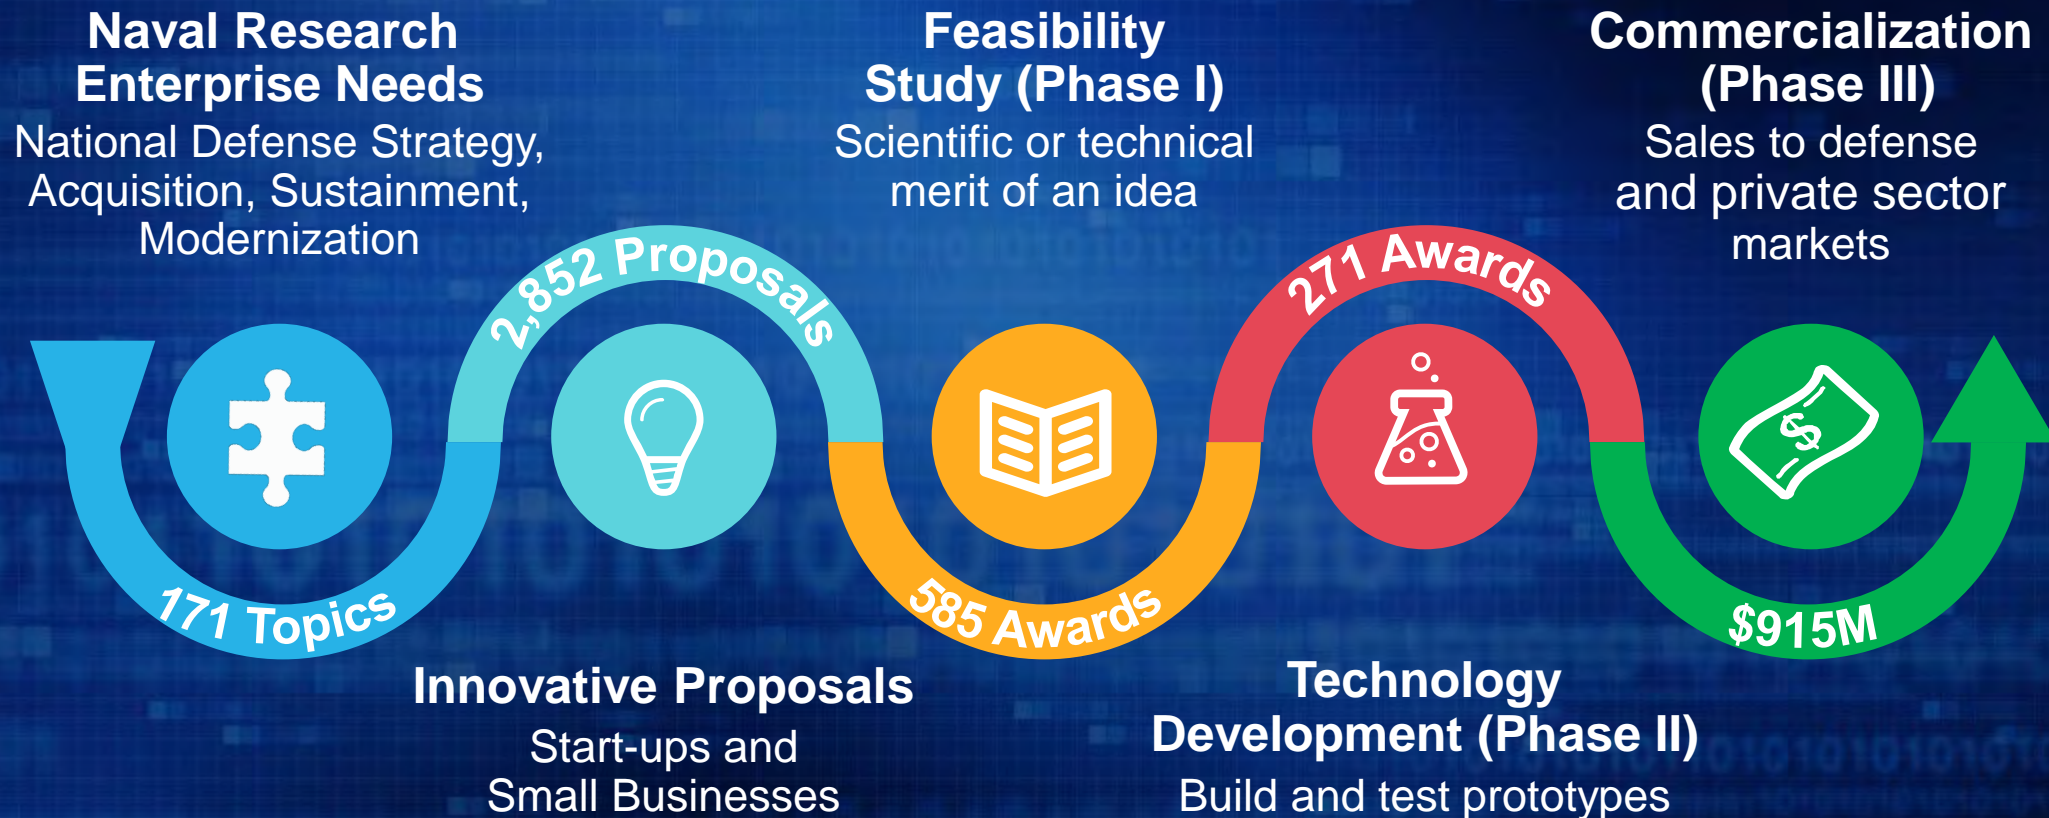 Naval Research
Enterprise Needs
National Defense Strategy,
Acquisition, Sustainment,
Modernization
171 Topics
2,852 Proposals
Innovative Proposals
Start-ups and
Small Businesses
Feasibility
Study (Phase I)
Scientific or technical
merit of an idea
585 Awards
271 Awards
Technology
Development (Phase II)
Build and test prototypes
Commercialization
(Phase III)
Sales to defense
and private sector
markets
$
$915M